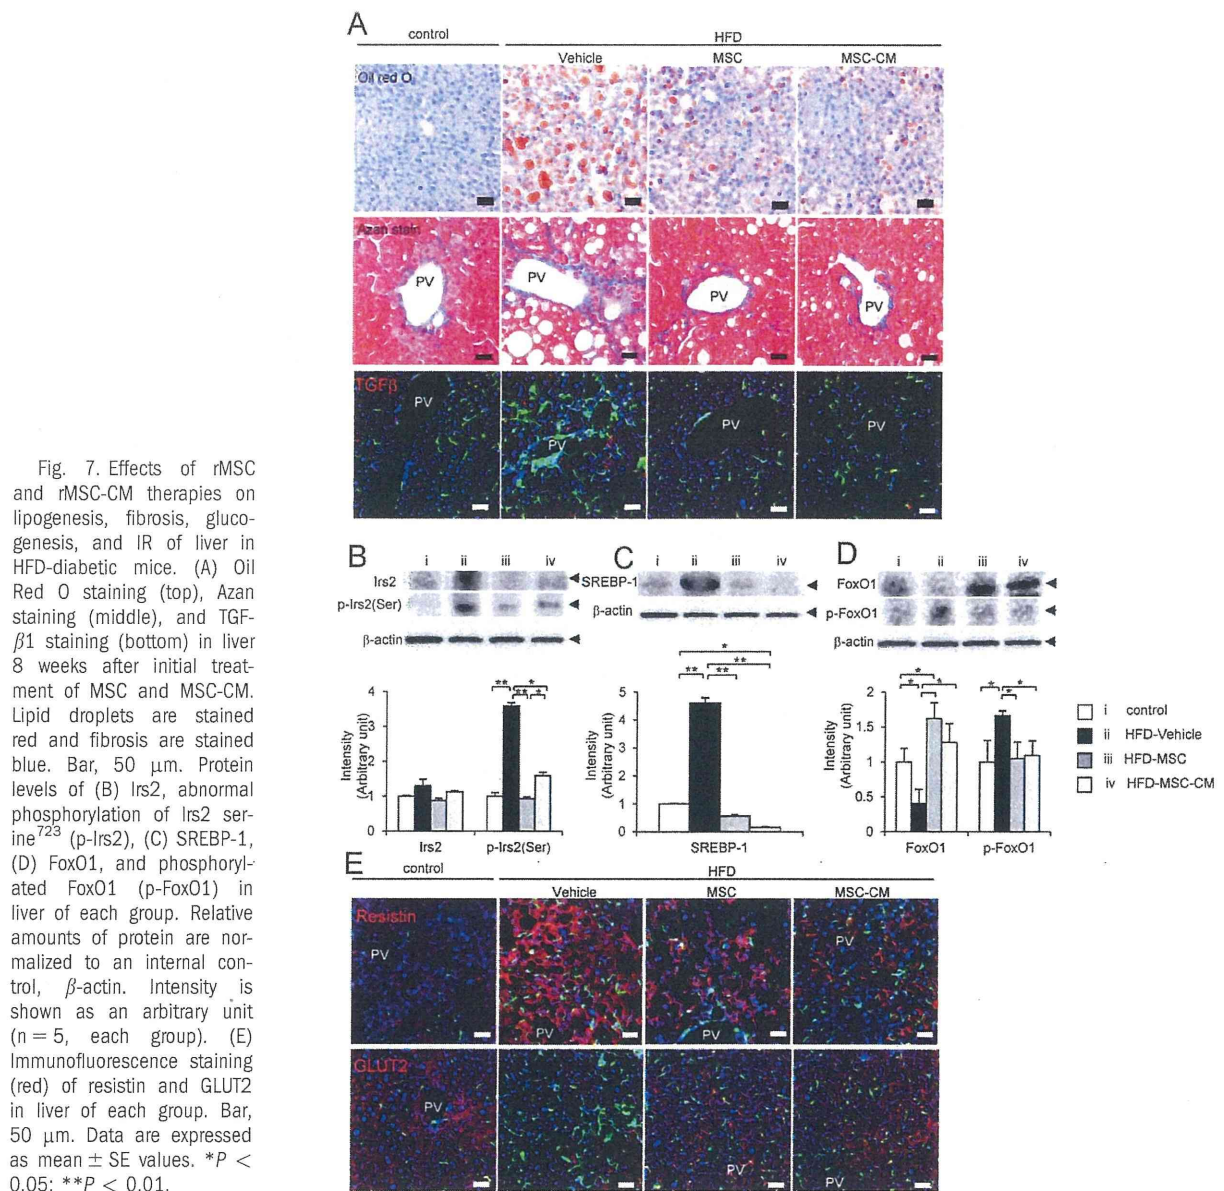 A
control
HFD
Vehicle
MSC
MSC-CM
Oil red O
Azan stain
PV
PV
PV
PV
TGFβ
PV
PV
PV
PV
Fig. 7. Effects of rMSC
and rMSC-CM therapies on
lipogenesis, fibrosis, gluco-
genesis, and IR of liver in
HFD-diabetic mice. (A) Oil
Red O staining (top), Azan
staining (middle), and TGF-
β1 staining (bottom) in liver
8 weeks after initial treat-
ment of MSC and MSC-CM.
Lipid droplets are stained
red and fibrosis are stained
blue. Bar, 50 μm. Protein
levels of (B) Irs2, abnormal
phosphorylation of Irs2 ser-
ine723 (p-Irs2), (C) SREBP-1,
(D) FoxO1, and phosphoryl-
ated FoxO1 (p-FoxO1) in
liver of each group. Relative
amounts of protein are nor-
malized to an internal con-
trol, β-actin. Intensity is
shown as an arbitrary unit
(n = 5, each group). (E)
Immunofluorescence staining
(red) of resistin and GLUT2
in liver of each group. Bar,
50 μm. Data are expressed
as mean ± SE values. *P <
0.05; **P < 0.01.
B
i ii iii iv
Irs2
p-Irs2(Ser)
β-actin
** *
** *
Intensity
(Arbitrary unit)
4
3
2
1
0
Irs2 p-Irs2(Ser)
C
i ii iii iv
SREBP-1
β-actin
*
**
** **
Intensity
(Arbitrary unit)
5
4
3
2
1
0
SREBP-1
D
i ii iii iv
FoxO1
p-FoxO1
β-actin
*
* *
* *
*
Intensity
(Arbitrary unit)
2
1.5
1
0.5
0
FoxO1 p-FoxO1
i control
ii HFD-Vehicle
iii HFD-MSC
iv HFD-MSC-CM
E
control
HFD
Vehicle
MSC
MSC-CM
Resistin
PV
PV
PV
PV
GLUT2
PV
PV
PV